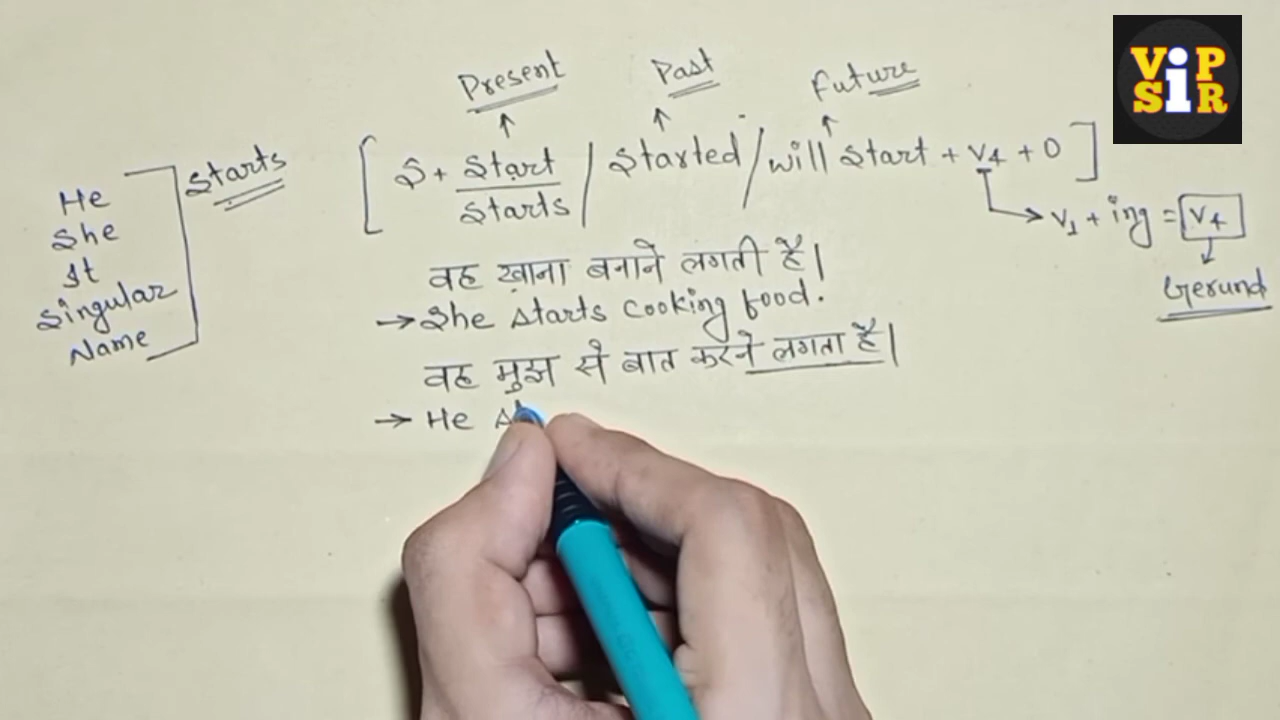 Present Past Future
ViP
SiR
[ S + Start / Started / will start + V4 + O ]
Starts
Starts
He
She
It
Singular
Name
V1 + ing = V4
Gerund
वह ख़ाना बनाने लगती है।
→ She starts cooking food.
वह मुझ से बात करने लगता है।
→ He